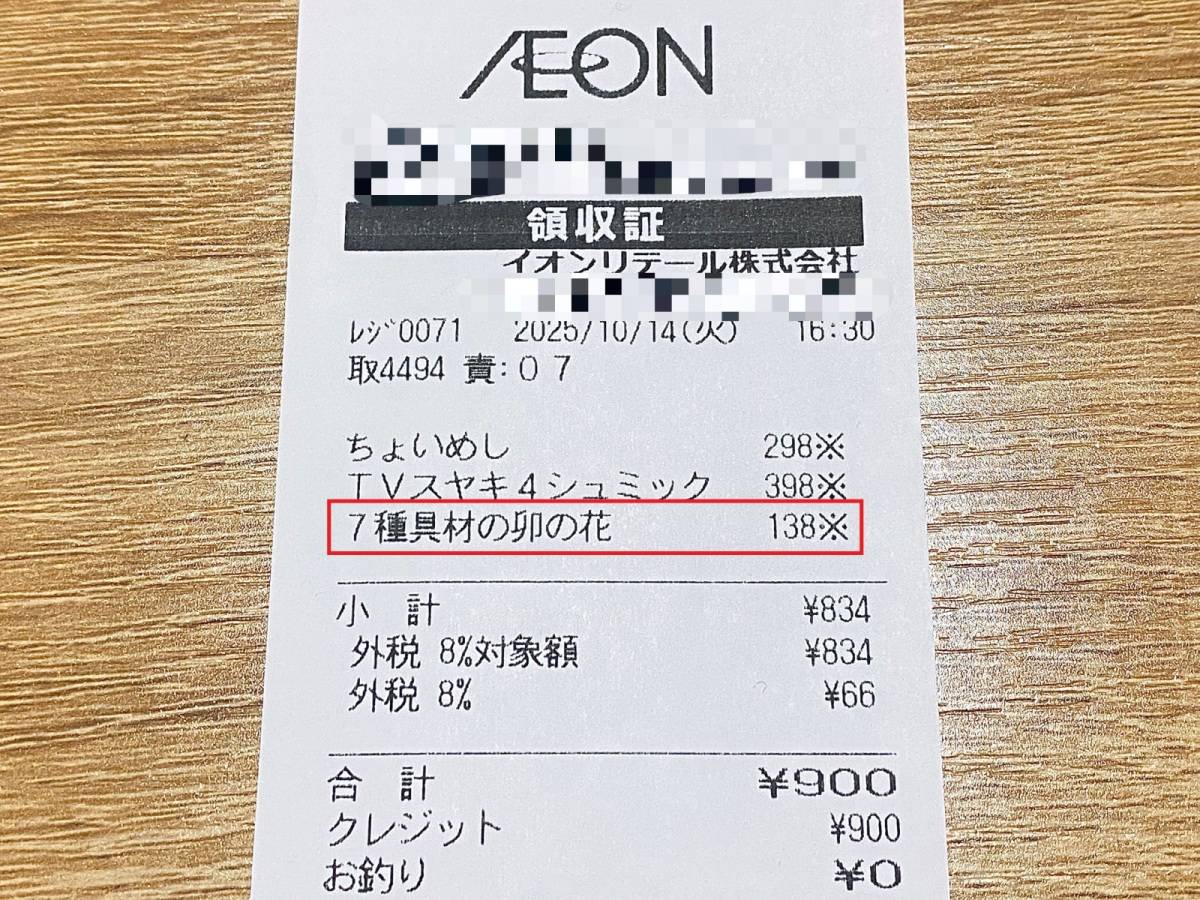 ÆON
領収証
イオンリテール株式会社
ﾚｼﾞ0071 2025/10/14(火) 16:30
取4494 責:07
ちょいめし 298※
TVスヤキ4シュミック 398※
7種具材の卯の花 138※
小 計 ¥834
外税 8%対象額 ¥834
外税 8% ¥66
合 計 ¥900
クレジット ¥900
お釣り ¥0